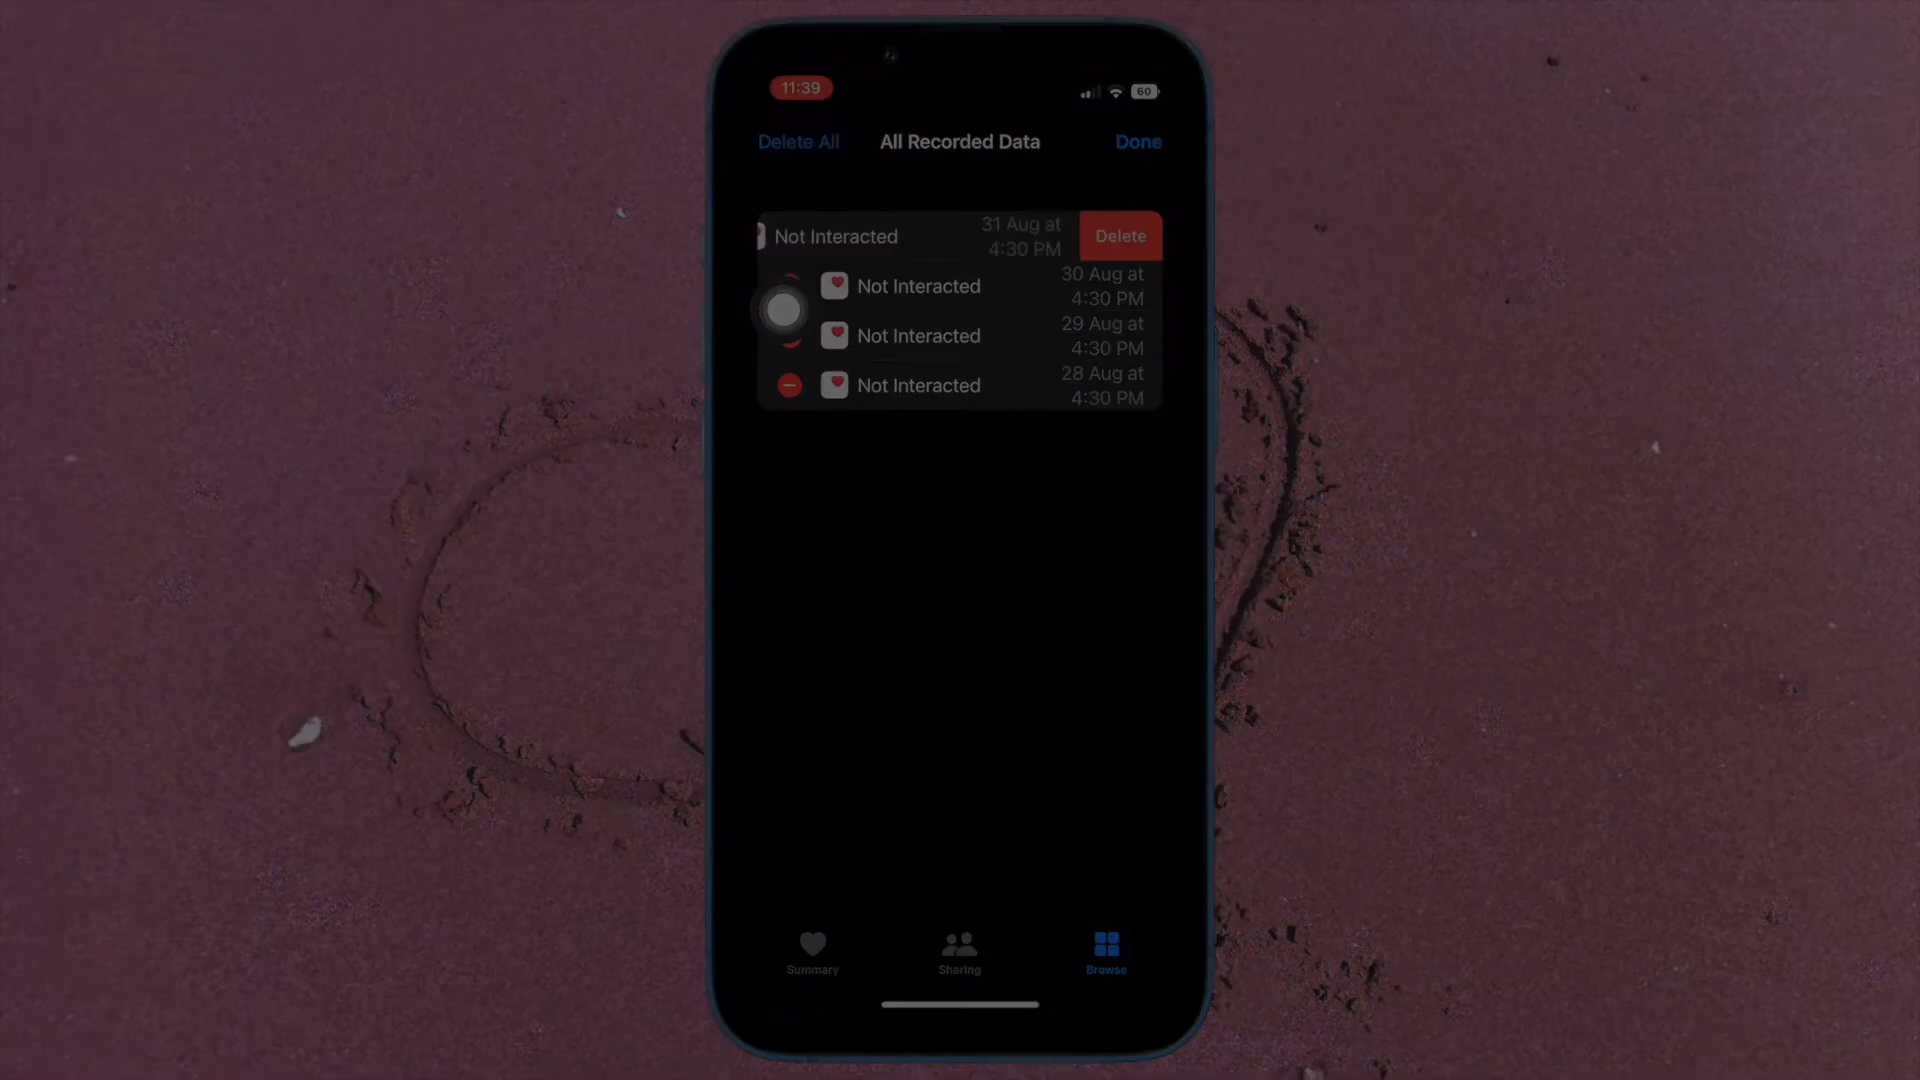 11:39
60
Delete All All Recorded Data Done
Not Interacted 31 Aug at
4:30 PM
Delete
Not Interacted 30 Aug at
4:30 PM
Not Interacted 29 Aug at
4:30 PM
Not Interacted 28 Aug at
4:30 PM
Summary Sharing Browse